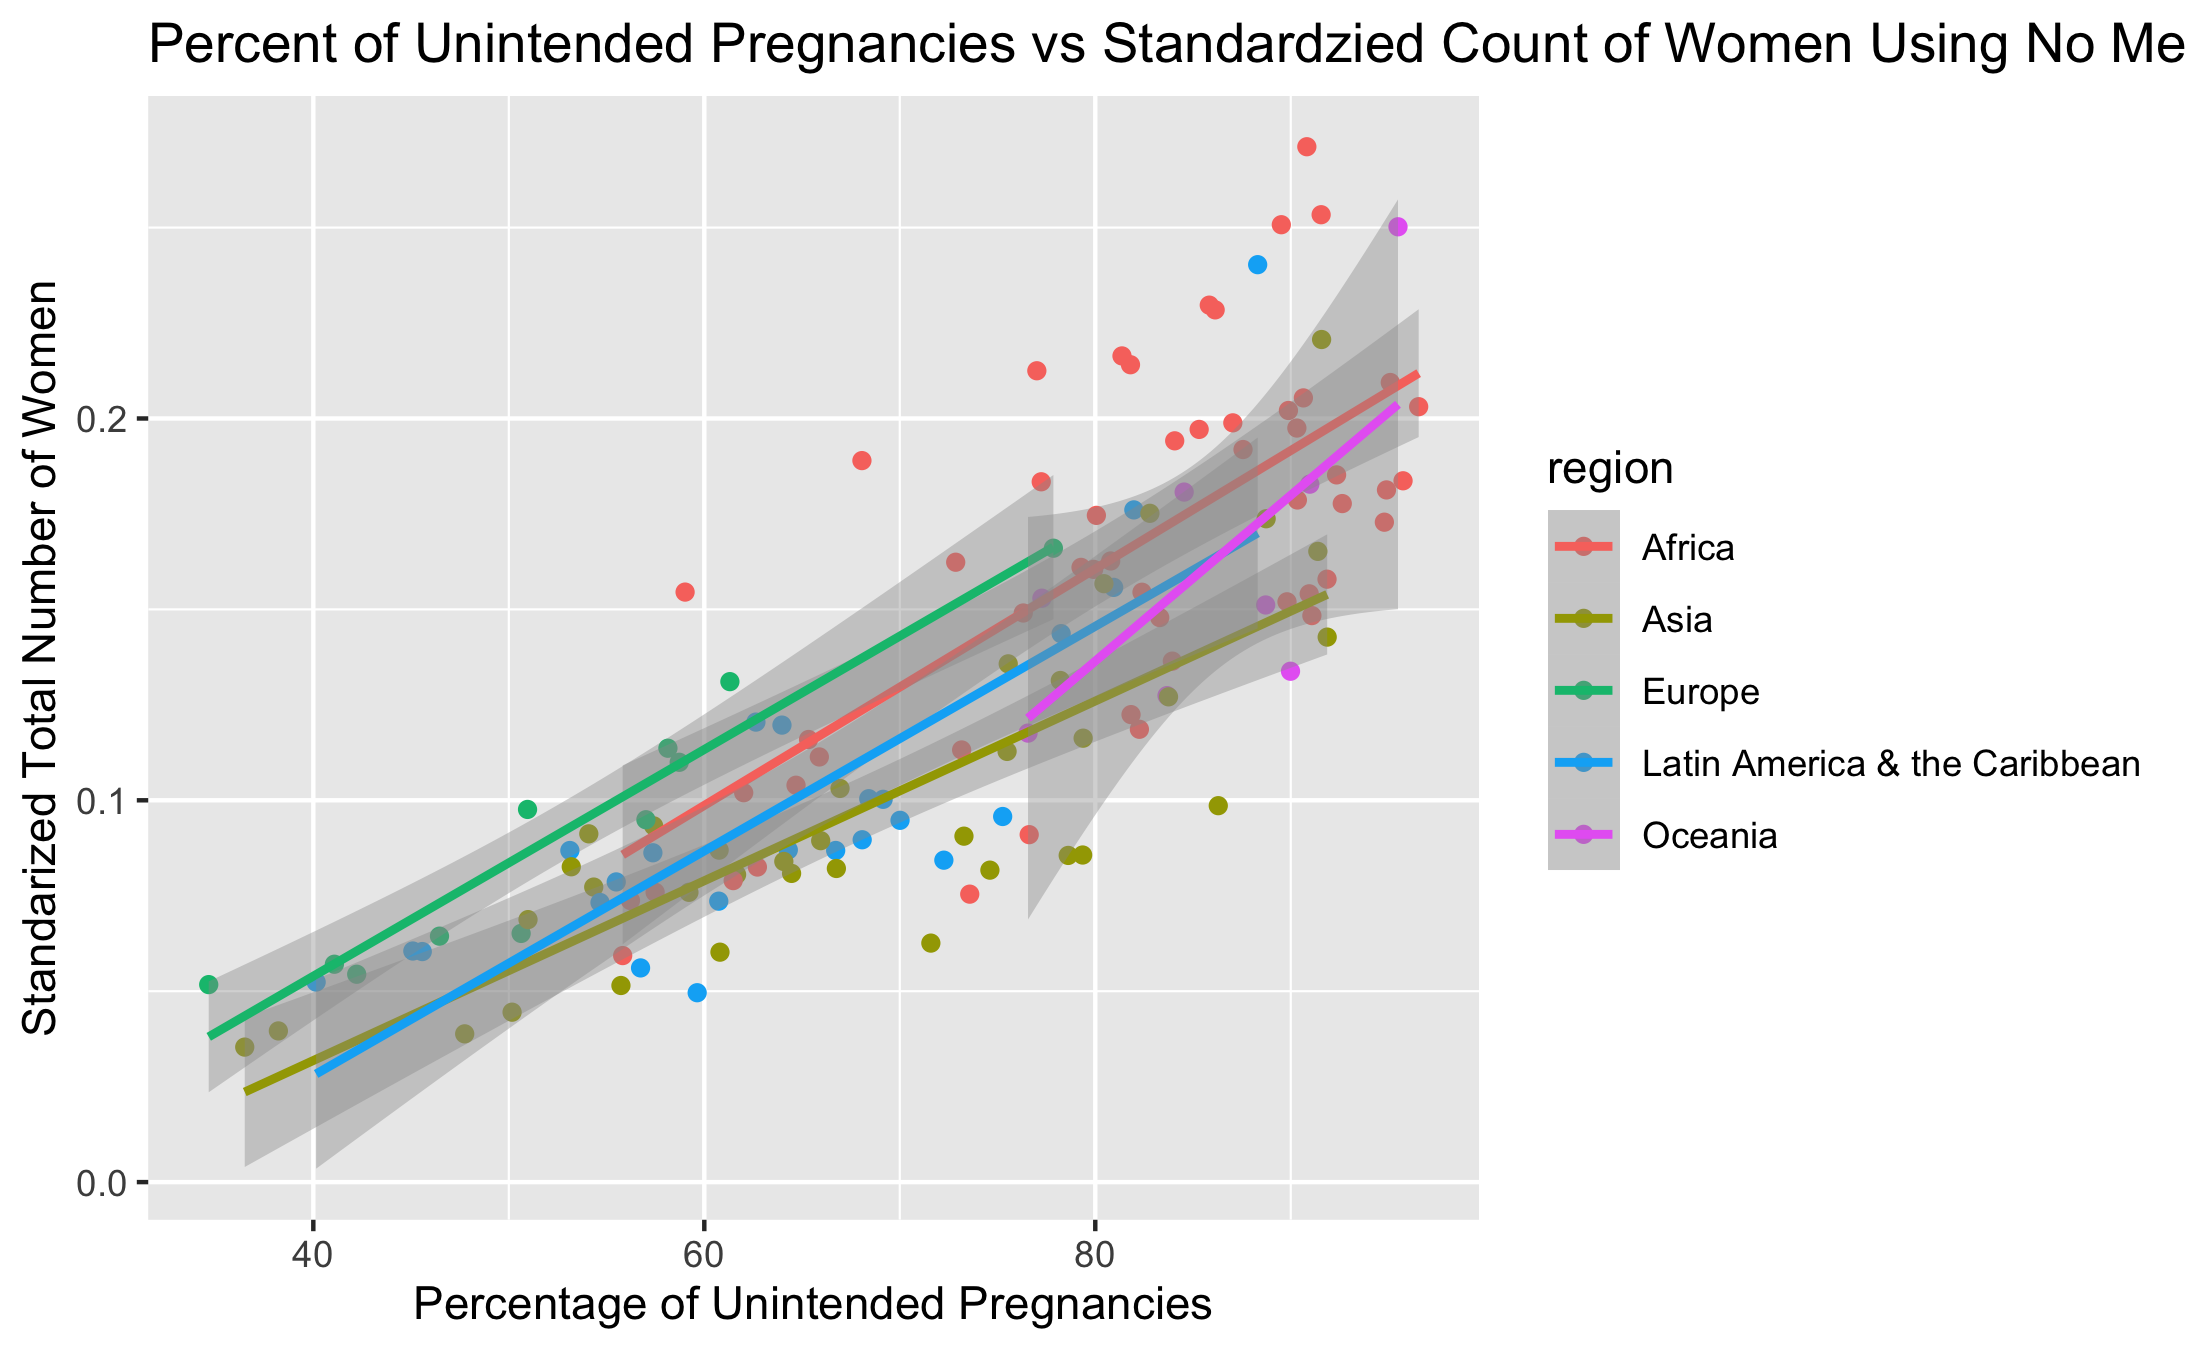 Percent of Unintended Pregnancies vs Standardzied Count of Women Using No Me
Standarized Total Number of Women
0.2
0.1
0.0
40 60 80
Percentage of Unintended Pregnancies
region
Africa
Asia
Europe
Latin America & the Caribbean
Oceania